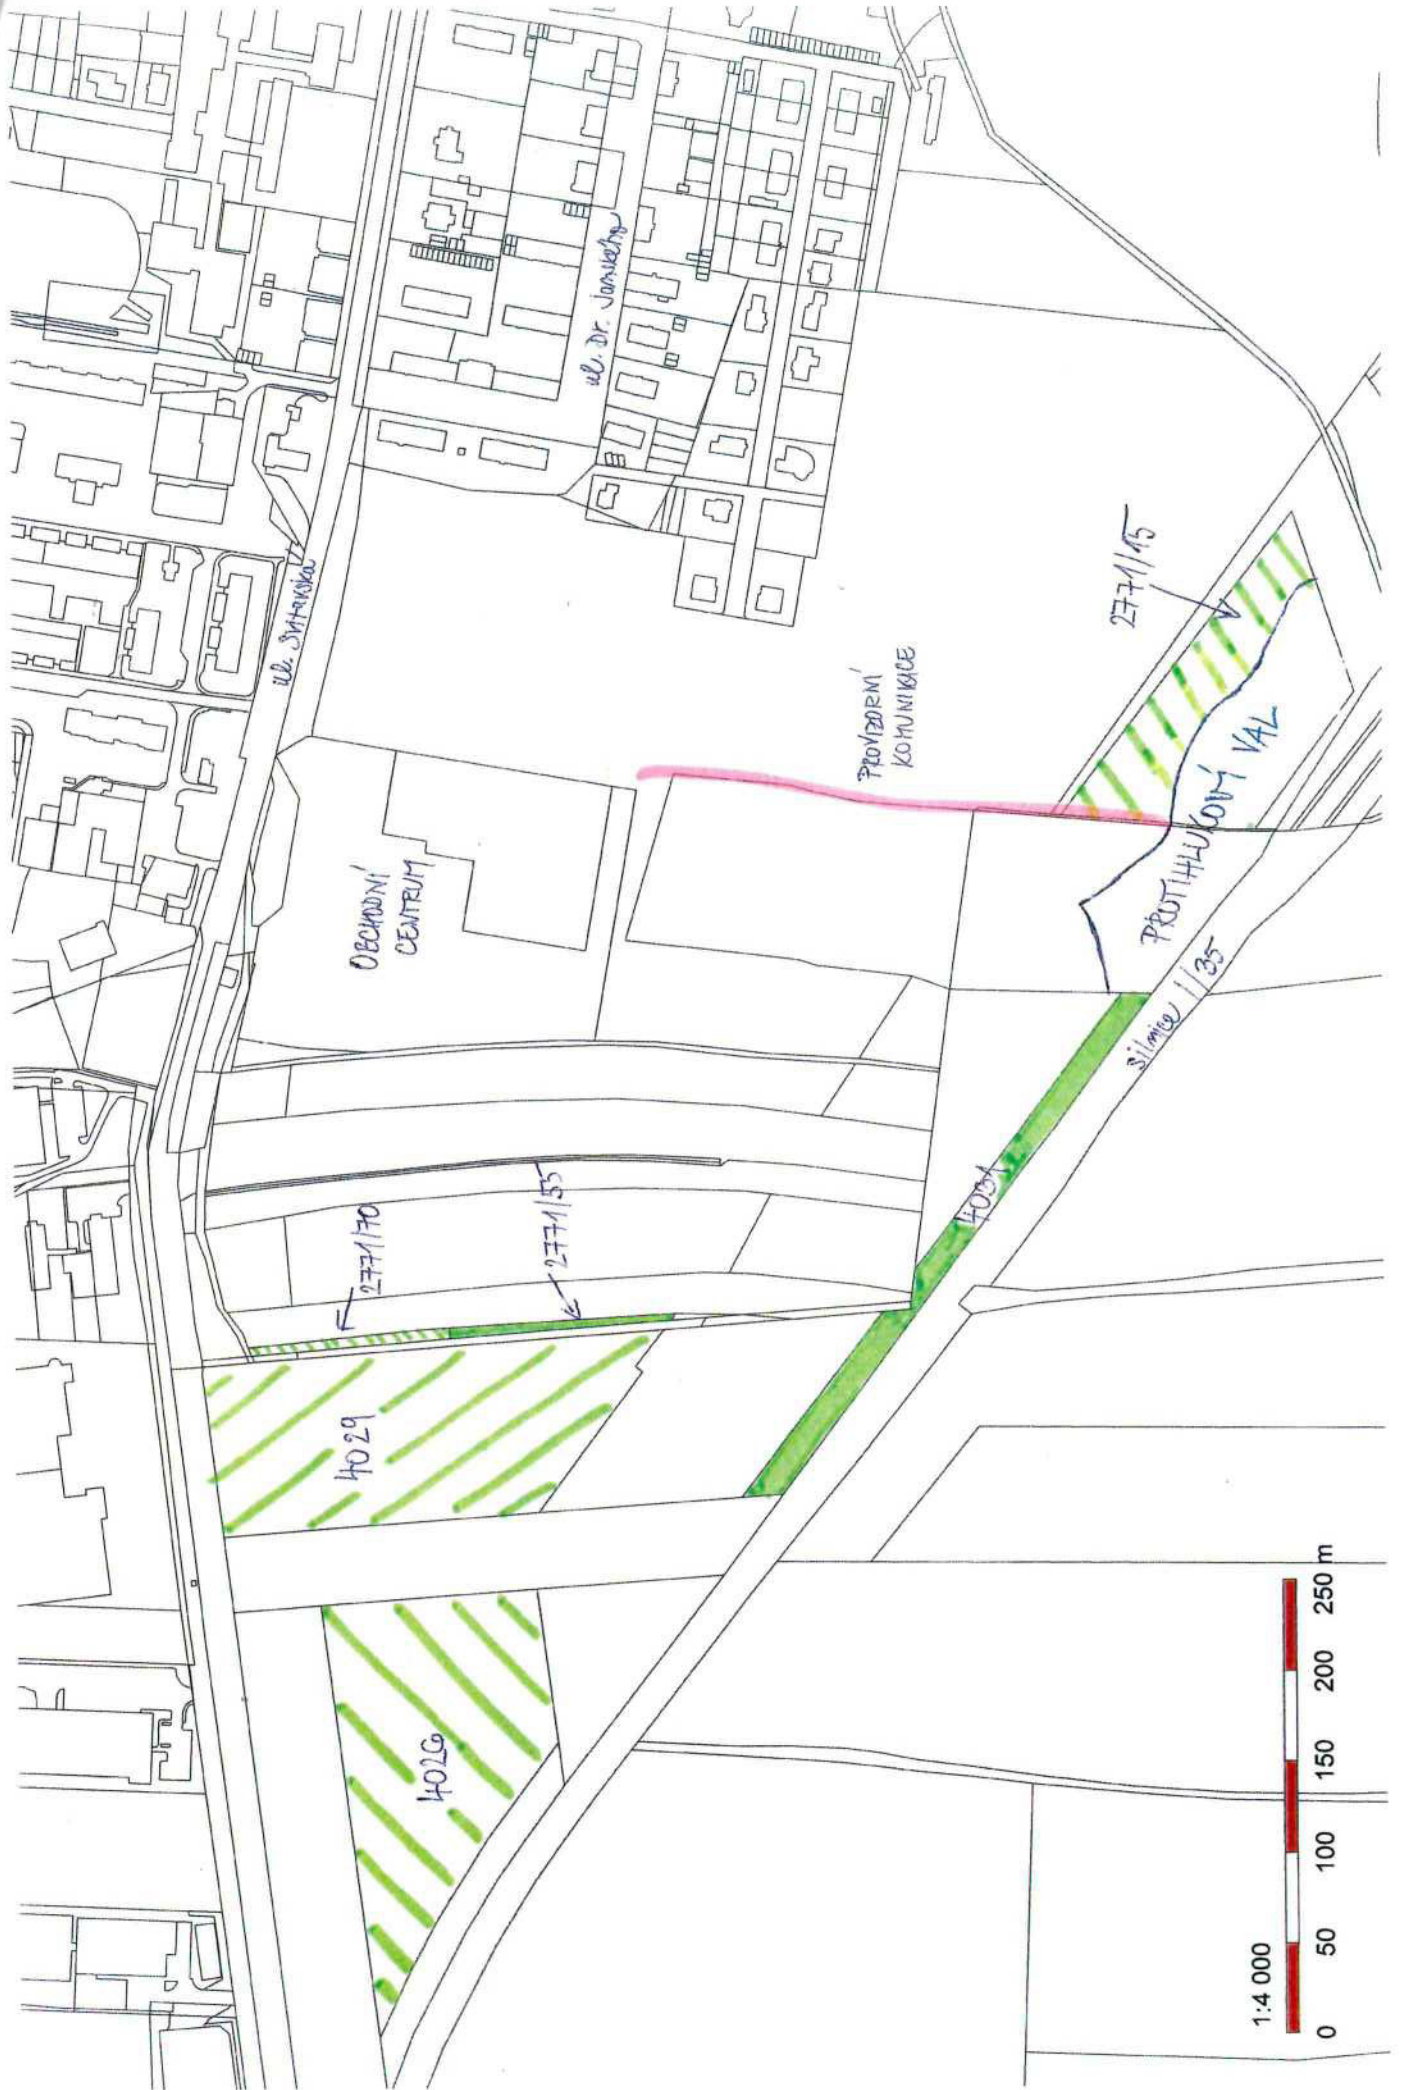 ul. Svitavská
ul. Dr. Janského
OBCHODNÍ
CENTRUM
PROVIZORNÍ
KOMUNIKACE
2771/15
PROTIHLUKOVÝ VAL
silnice I/35
2771/70
2771/55
4031
4029
4026
1:4 000
0 50 100 150 200 250 m